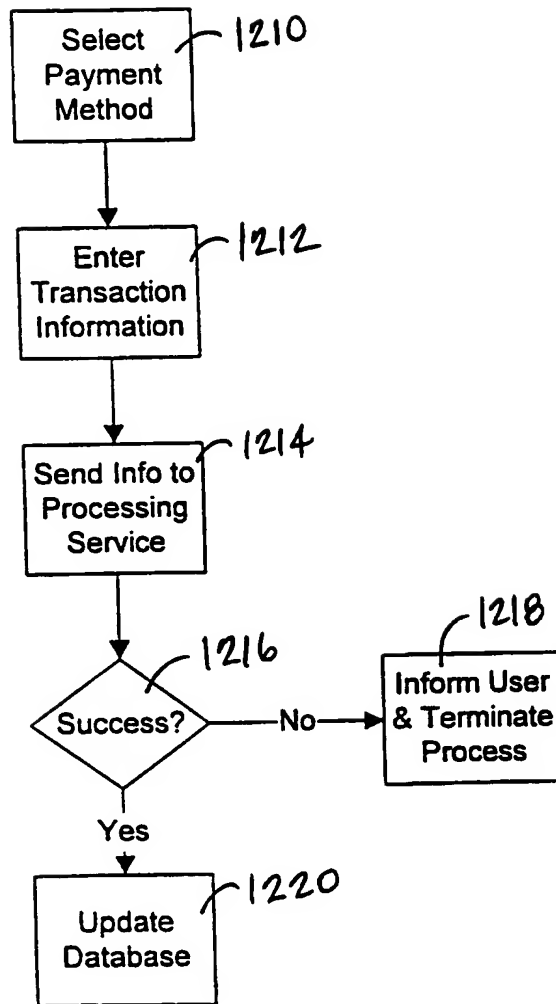 Select
Payment
Method
1210
Enter
Transaction
Information
1212
Send Info to
Processing
Service
1214
Success?
1216
No
Inform User
& Terminate
Process
1218
Yes
Update
Database
1220